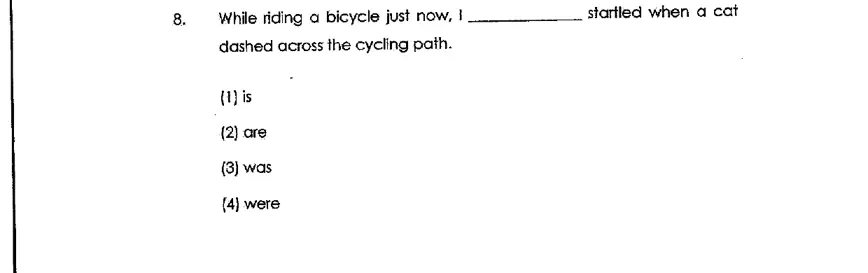 8. While riding a bicycle just now, I ____________ startled when a cat
dashed across the cycling path.
(1) is
(2) are
(3) was
(4) were